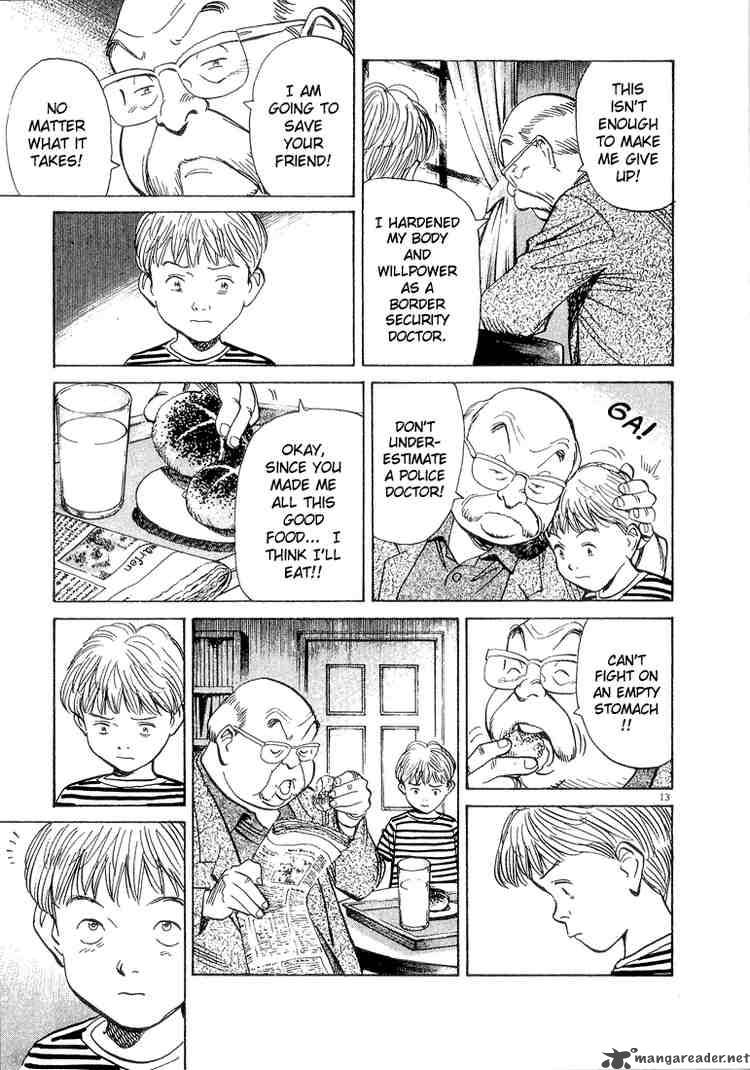 THIS
ISN'T
ENOUGH
TO MAKE
ME GIVE
UP!
I HARDENED
MY BODY
AND
WILLPOWER
AS A
BORDER
SECURITY
DOCTOR.
I AM
GOING TO
SAVE
YOUR
FRIEND!
NO
MATTER
WHAT IT
TAKES!
GA!
DON'T
UNDER-
ESTIMATE
A POLICE
DOCTOR!
OKAY,
SINCE YOU
MADE ME
ALL THIS
GOOD
FOOD... I
THINK I'LL
EAT!!
CAN'T
FIGHT ON
AN EMPTY
STOMACH
!!
13
mangareader.net